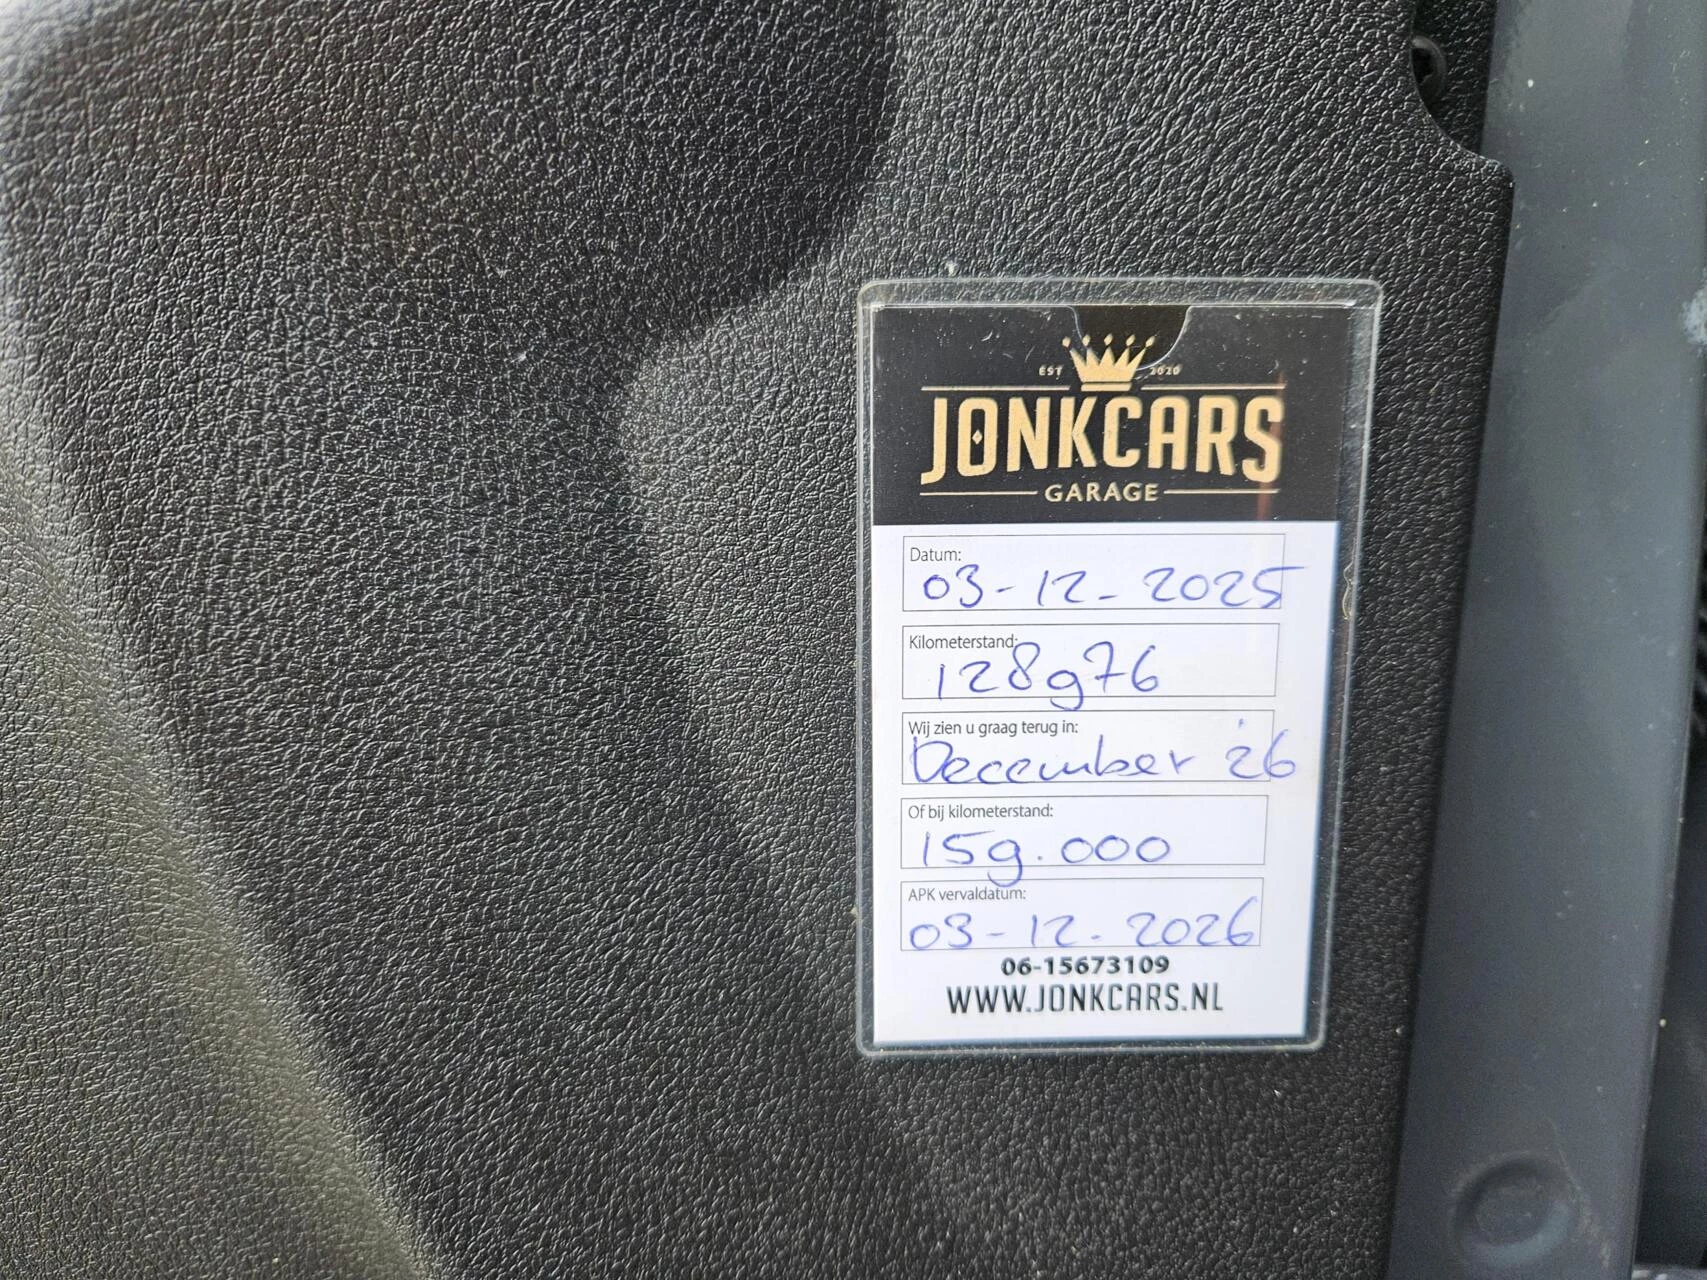 EST 2020
JONKCARS
GARAGE
Datum:
03-12-2025
Kilometerstand:
128976
Wij zien u graag terug in:
December '26
Of bij kilometerstand:
159.000
APK vervaldatum:
03-12-2026
06-15673109
WWW.JONKCARS.NL